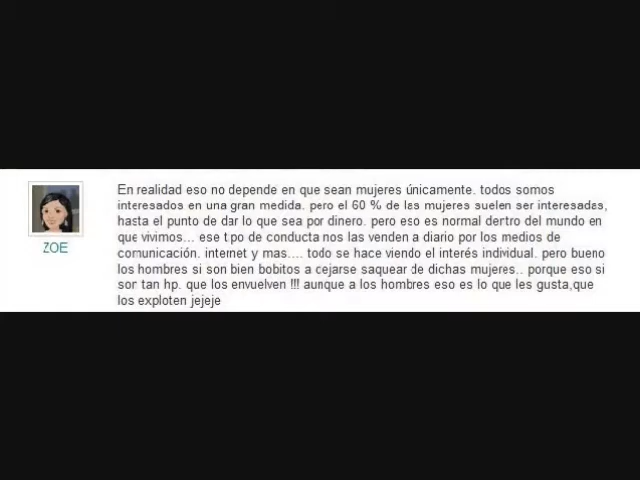 En realidad eso no depende en que sean mujeres únicamente. todos somos
interesados en una gran medida. pero el 60 % de las mujeres suelen ser interesadas,
hasta el punto de dar lo que sea por dinero. pero eso es normal dertro del mundo en
que vivimos... ese tipo de conducta nos las venden a diario por los medios de
comunicación. internet y mas.... todo se hace viendo el interés individual. pero bueno
los hombres si son bien bobitos a cejarse saquear de dichas mujeres.. porque eso si
son tan hp. que los envuelven !!! aunque a los hombres eso es lo que les gusta,que
los exploten jejeje
ZOE